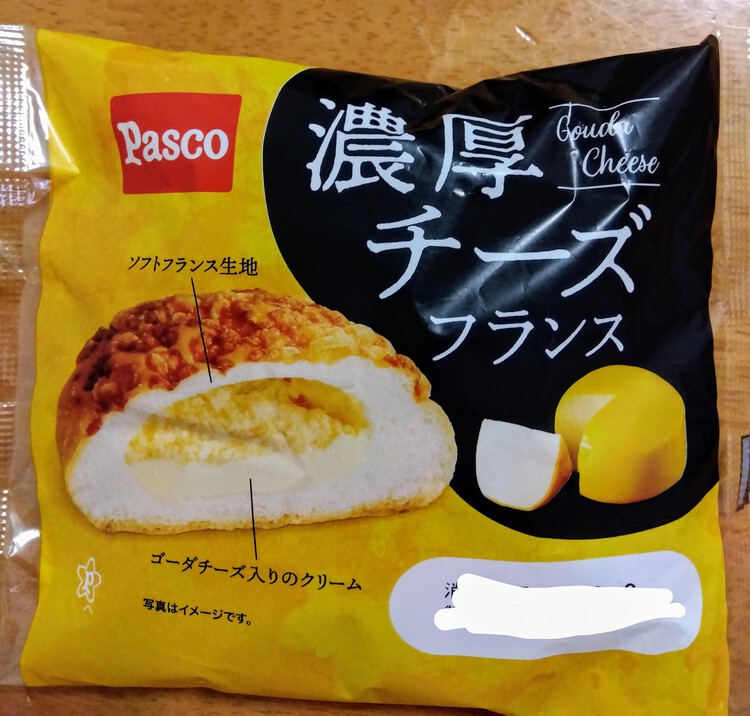 Pasco
濃厚
Gouda
Cheese
チーズ
フランス
ソフトフランス生地
ゴーダチーズ入りのクリーム
写真はイメージです。
消